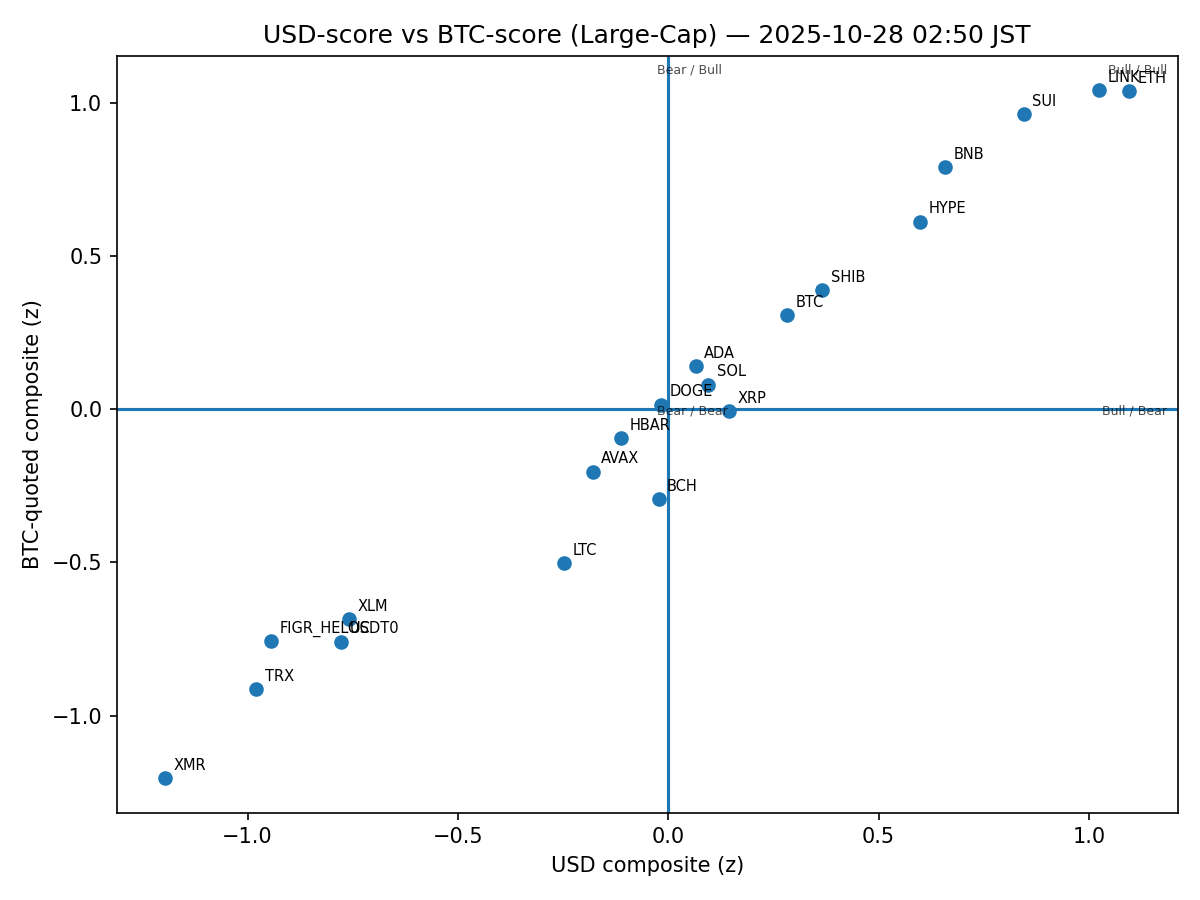 USD-score vs BTC-score (Large-Cap) — 2025-10-28 02:50 JST
Bear / Bull
Bull / Bull
LINK
ETH
SUI
BNB
HYPE
SHIB
BTC
ADA
SOL
DOGE
XRP
Bear / Bear
Bull / Bear
HBAR
AVAX
BCH
LTC
XLM
FIGR_HELOC
USDT0
TRX
XMR
1.0
0.5
0.0
−0.5
−1.0
BTC-quoted composite (z)
−1.0
−0.5
0.0
0.5
1.0
USD composite (z)